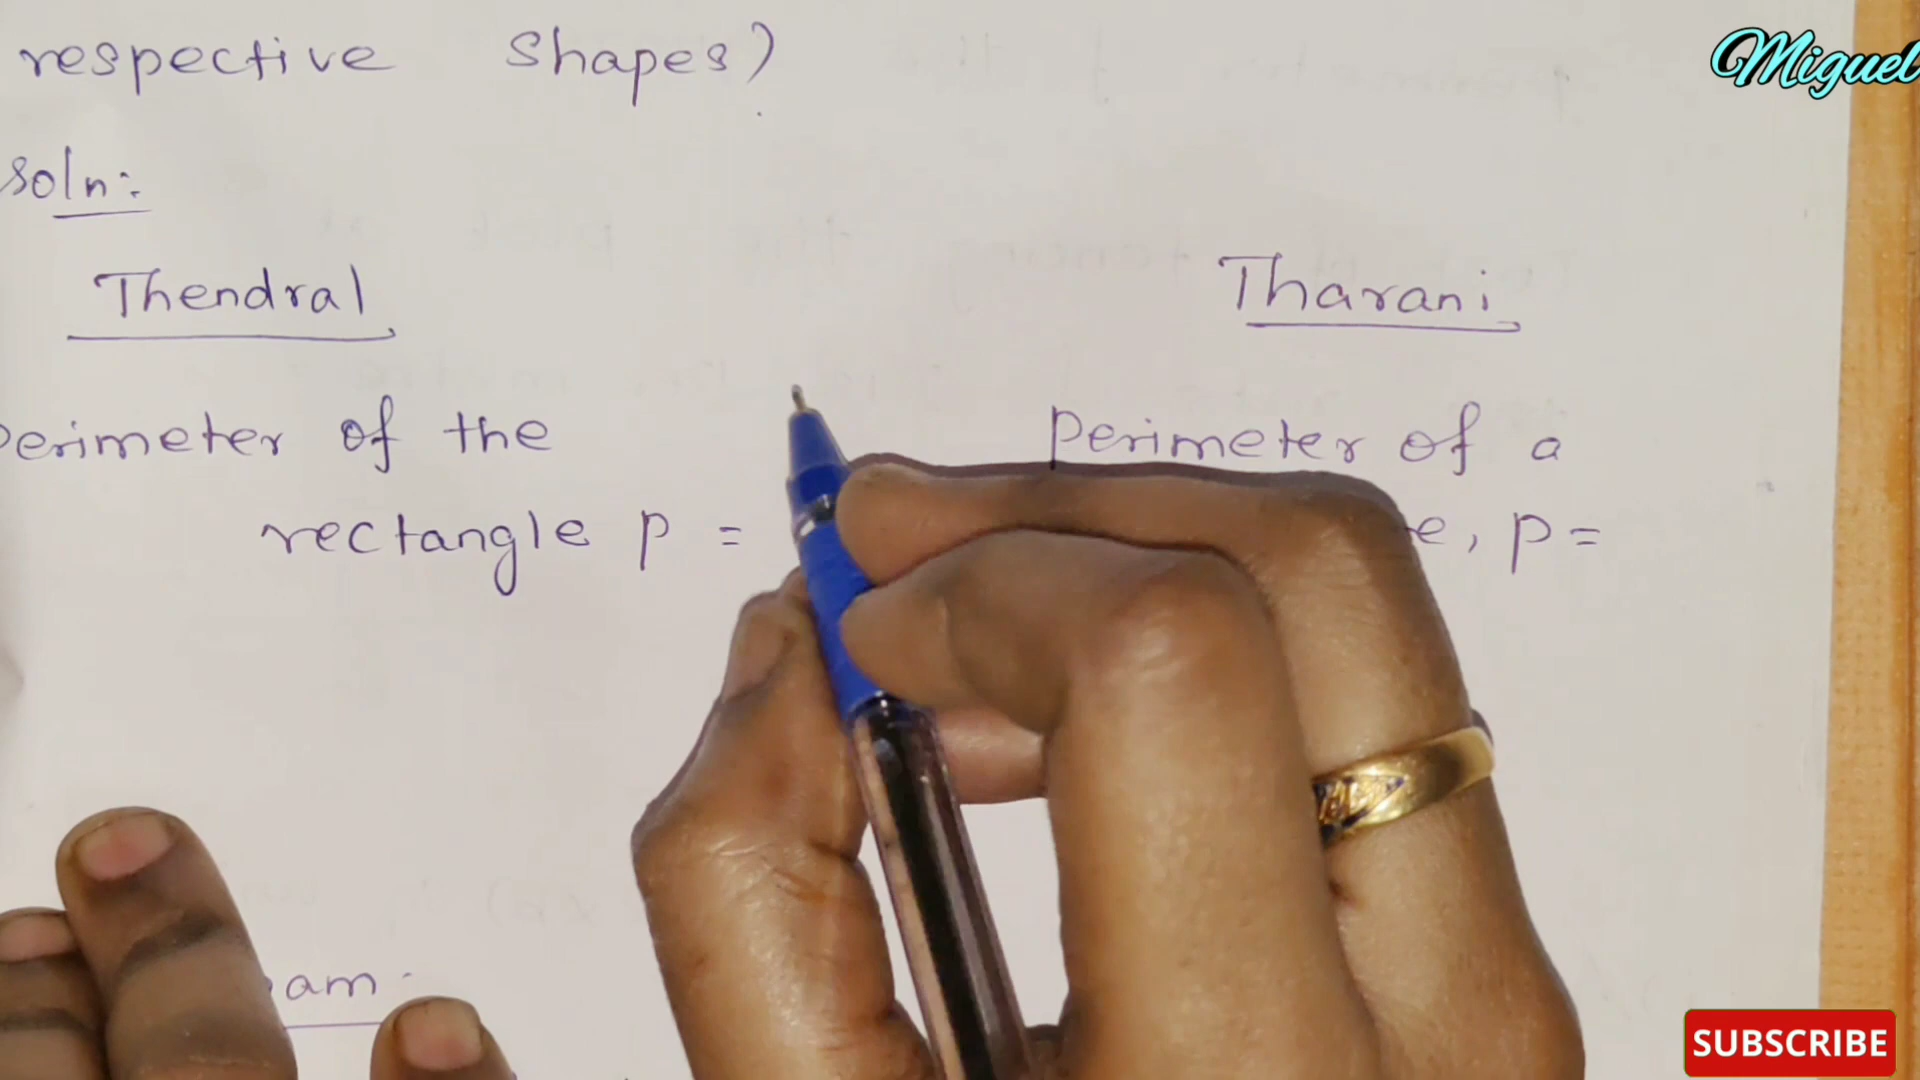 respective shapes)
Miguel
soln:
Thendral
Tharani
Perimeter of the
rectangle p =
Perimeter of a
e, p =
am.
SUBSCRIBE